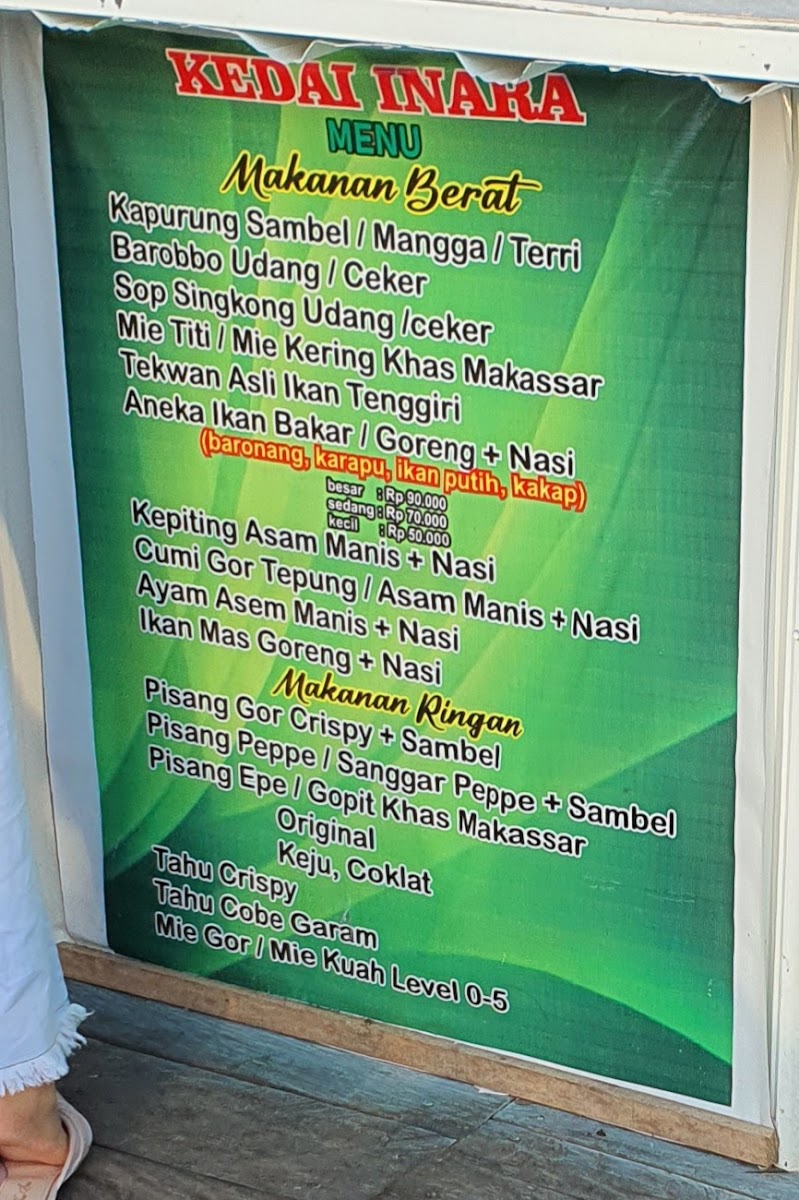 KEDAI INARA
MENU
Makanan Berat
Kapurung Sambel / Mangga / Terri
Barobbo Udang / Ceker
Sop Singkong Udang /ceker
Mie Titi / Mie Kering Khas Makassar
Tekwan Asli Ikan Tenggiri
Aneka Ikan Bakar / Goreng + Nasi
(baronang, karapu, ikan putih, kakap)
besar : Rp 90.000
sedang : Rp 70.000
kecil : Rp 50.000
Kepiting Asam Manis + Nasi
Cumi Gor Tepung / Asam Manis + Nasi
Ayam Asem Manis + Nasi
Ikan Mas Goreng + Nasi
Makanan Ringan
Pisang Gor Crispy + Sambel
Pisang Peppe / Sanggar Peppe + Sambel
Pisang Epe / Gopit Khas Makassar
Original
Keju, Coklat
Tahu Crispy
Tahu Cobe Garam
Mie Gor / Mie Kuah Level 0-5